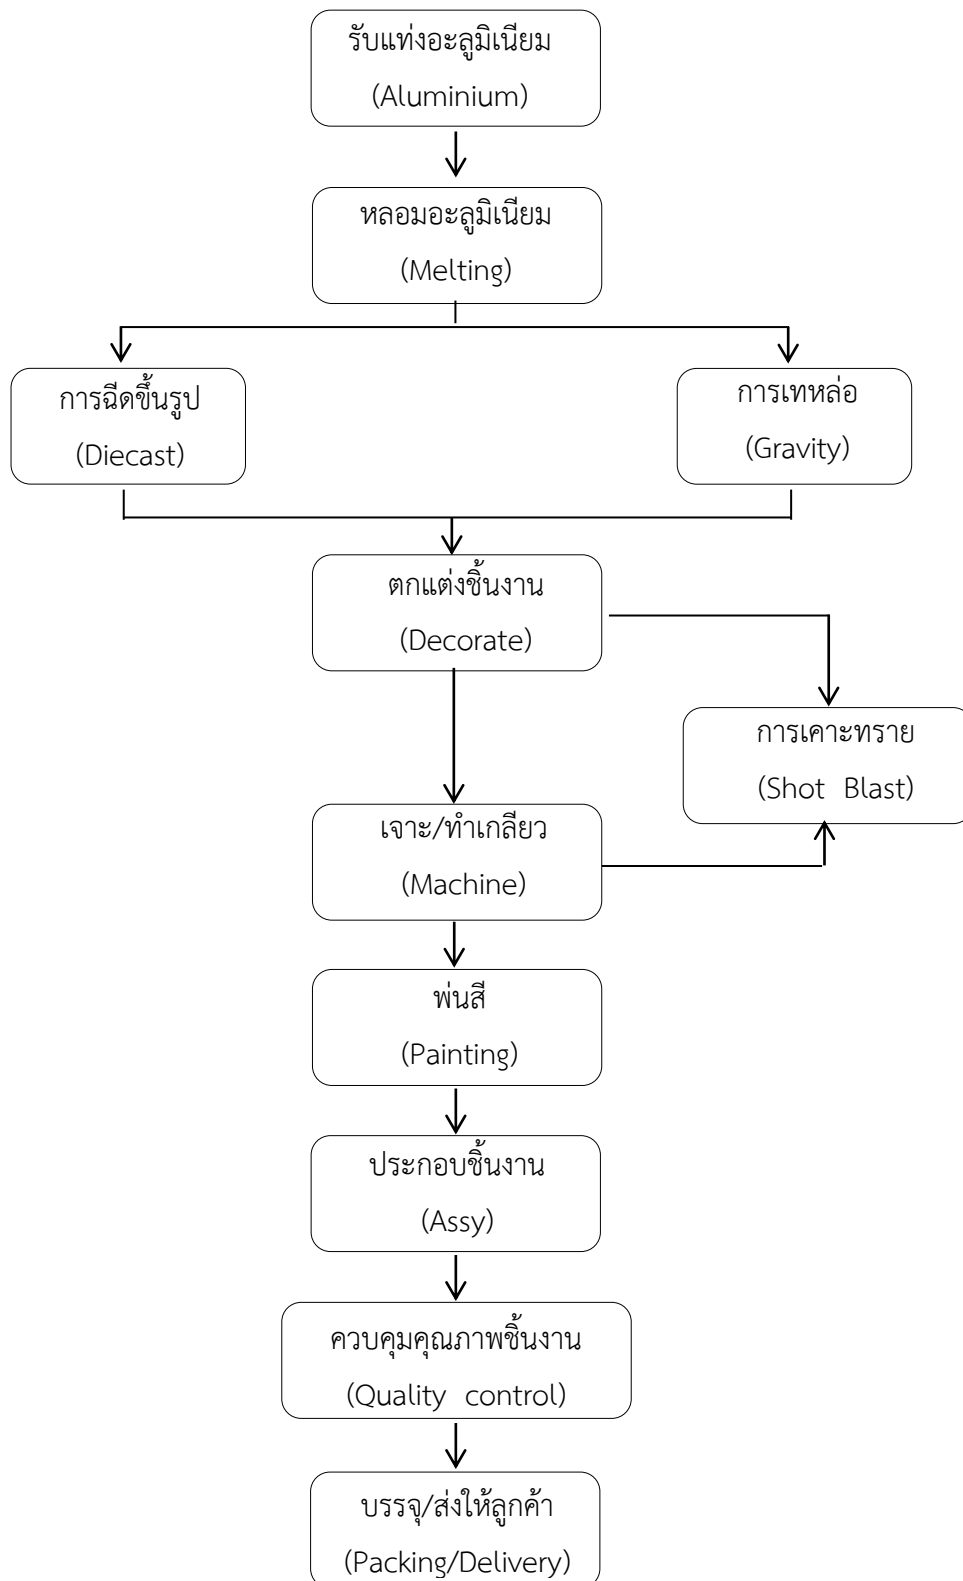 รับแท่งอะลูมิเนียม
(Aluminium)
หลอมอะลูมิเนียม
(Melting)
การฉีดขึ้นรูป
(Diecast)
การเทหล่อ
(Gravity)
ตกแต่งชิ้นงาน
(Decorate)
การเคาะทราย
(Shot Blast)
เจาะ/ทำเกลียว
(Machine)
พ่นสี
(Painting)
ประกอบชิ้นงาน
(Assy)
ควบคุมคุณภาพชิ้นงาน
(Quality control)
บรรจุ/ส่งให้ลูกค้า
(Packing/Delivery)